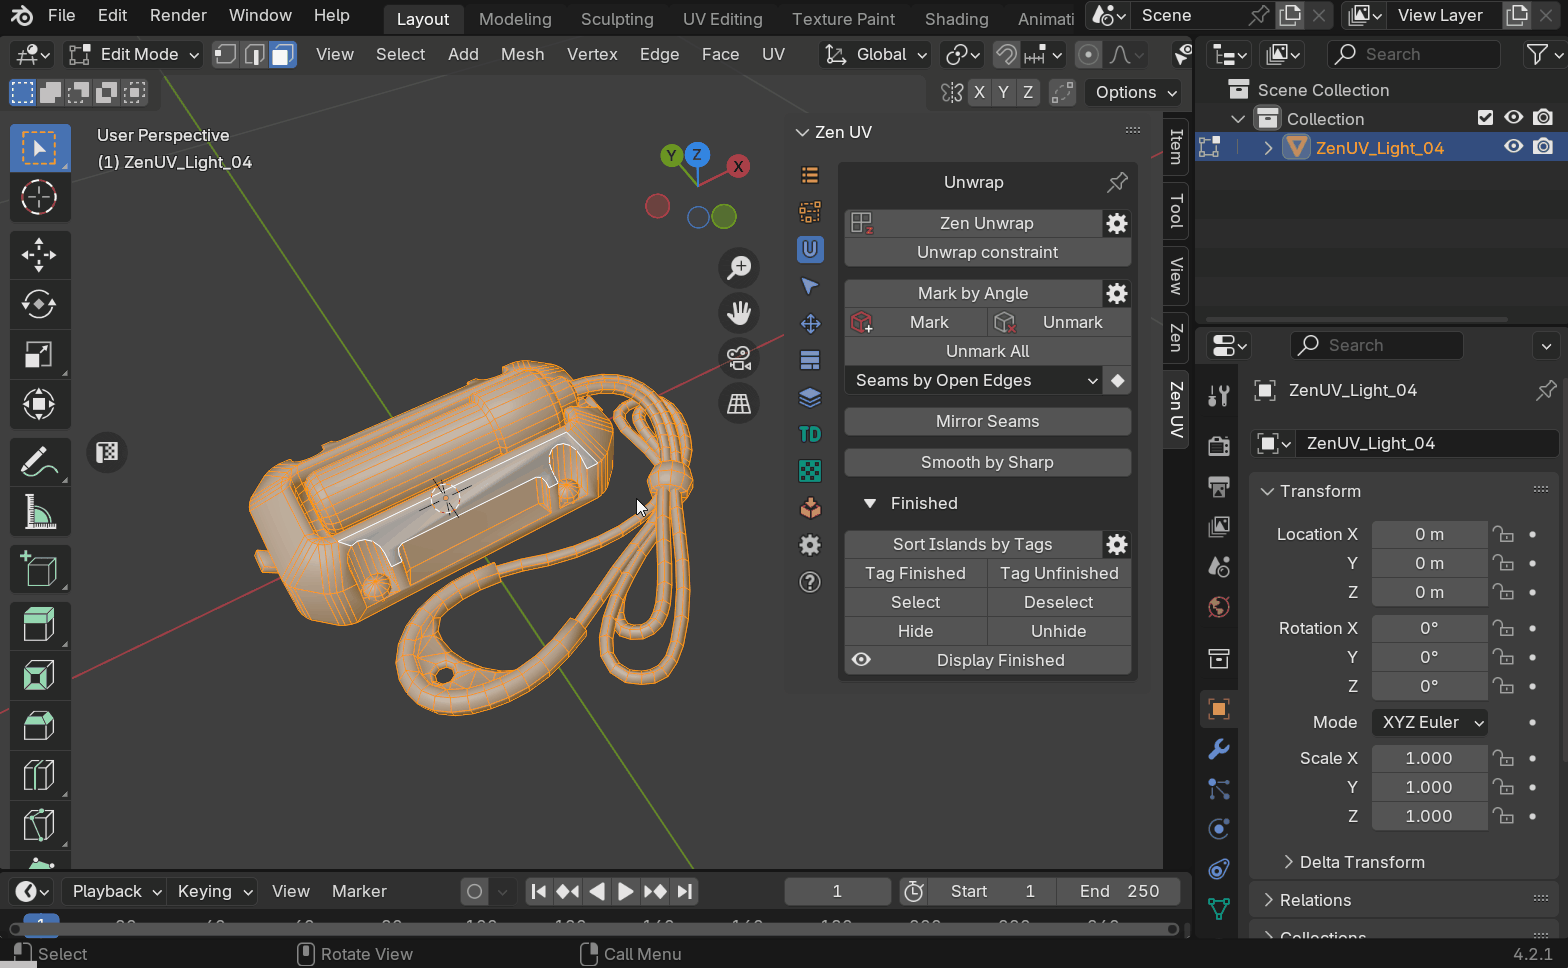 File Edit Render Window Help
Layout Modeling Sculpting UV Editing Texture Paint Shading Animati
Scene
View Layer
Edit Mode
View Select Add Mesh Vertex Edge Face UV
Global
Search
X Y Z
Options
User Perspective
(1) ZenUV_Light_04
Y Z X
Scene Collection
Collection
ZenUV_Light_04
Zen UV
Unwrap
Zen Unwrap
Unwrap constraint
Mark by Angle
Mark Unmark
Unmark All
Seams by Open Edges
Mirror Seams
Smooth by Sharp
Finished
Sort Islands by Tags
Tag Finished Tag Unfinished
Select Deselect
Hide Unhide
Display Finished
TD
Item
Tool
View
Zen
Zen UV
Search
ZenUV_Light_04
ZenUV_Light_04
Transform
Location X 0 m
Y 0 m
Z 0 m
Rotation X 0°
Y 0°
Z 0°
Mode XYZ Euler
Scale X 1.000
Y 1.000
Z 1.000
Delta Transform
Relations
Collections
Playback Keying View Marker
1
Start 1
End 250
Select
Rotate View
Call Menu
4.2.1